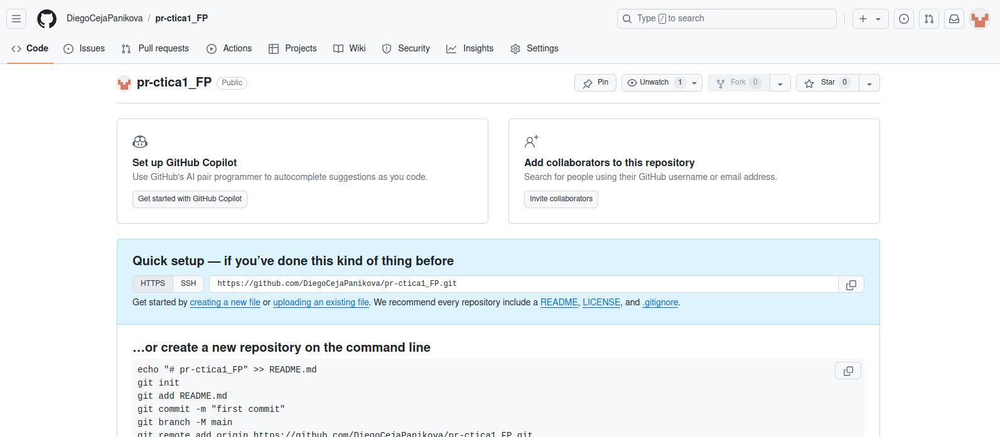 DiegoCejaPanikova / pr-ctica1_FP
Type / to search
Code Issues Pull requests Actions Projects Wiki Security Insights Settings
pr-ctica1_FP Public
Pin Unwatch 1 Fork 0 Star 0
Set up GitHub Copilot
Use GitHub's AI pair programmer to autocomplete suggestions as you code.
Get started with GitHub Copilot
Add collaborators to this repository
Search for people using their GitHub username or email address.
Invite collaborators
Quick setup — if you’ve done this kind of thing before
HTTPS SSH https://github.com/DiegoCejaPanikova/pr-ctica1_FP.git
Get started by creating a new file or uploading an existing file. We recommend every repository include a README, LICENSE, and .gitignore.
…or create a new repository on the command line
echo "# pr-ctica1_FP" >> README.md
git init
git add README.md
git commit -m "first commit"
git branch -M main
git remote add origin https://github.com/DiegoCejaPanikova/pr-ctica1_FP.git